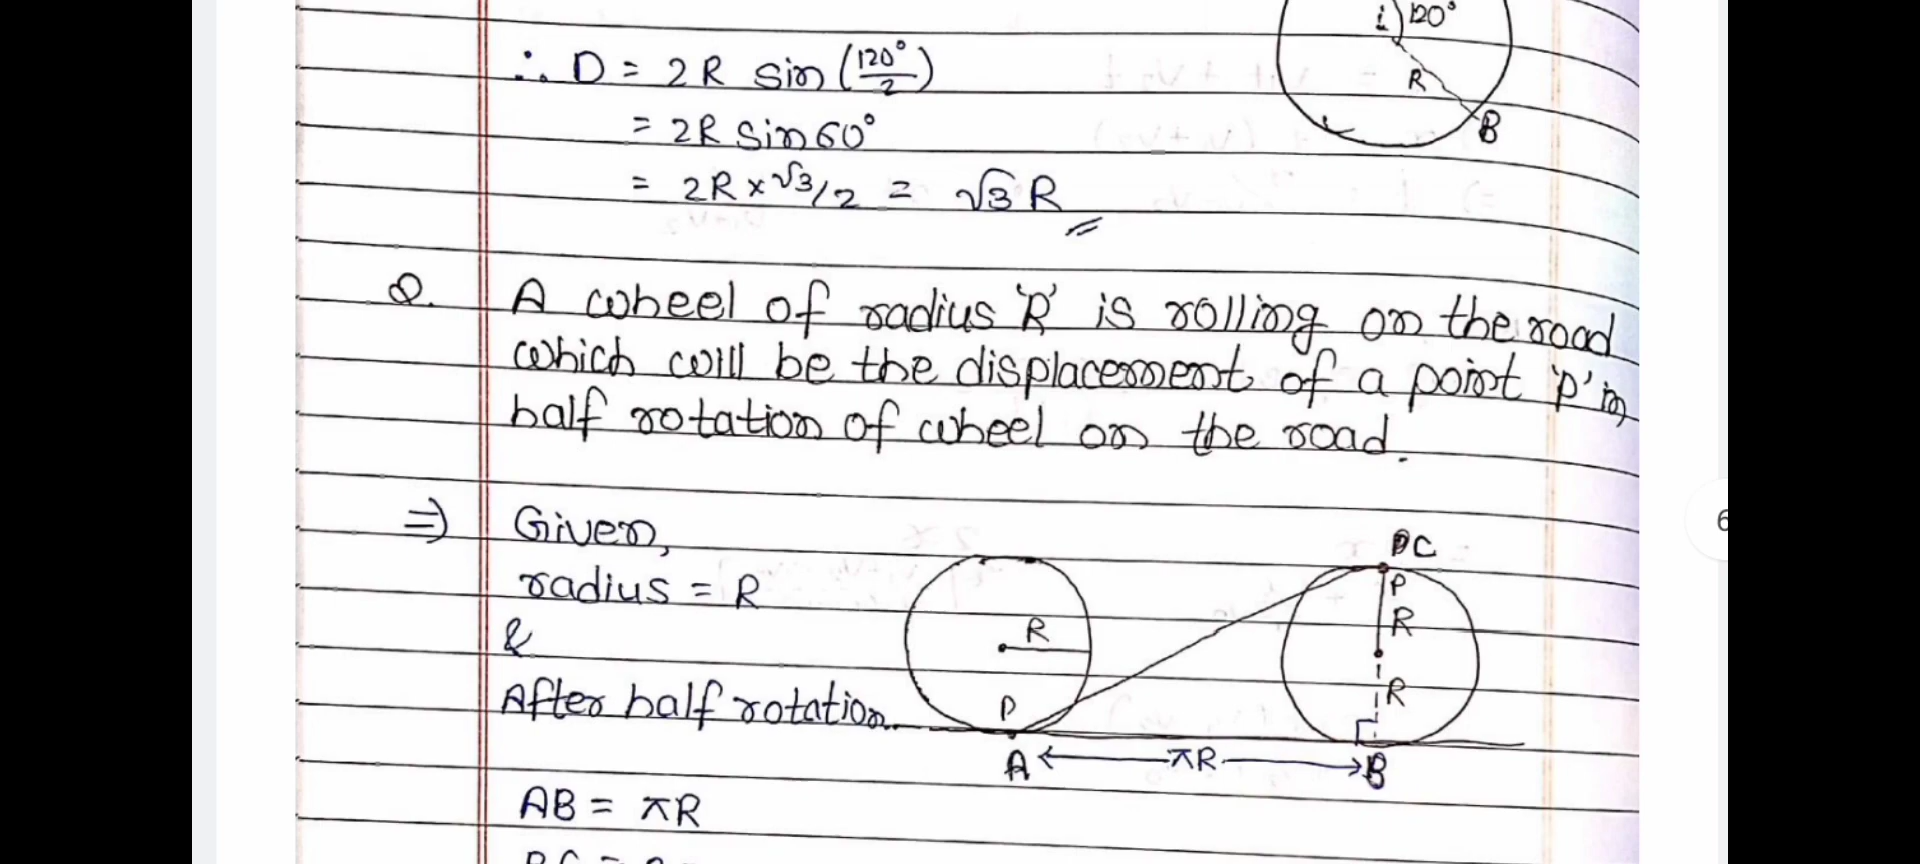 i 120°
R
B
∴ D = 2R sin (120°/2)
= 2R sin 60°
= 2R × √3/2 = √3 R
Q. A wheel of radius 'R' is rolling on the road
which will be the displacement of a point 'P' in
half rotation of wheel on the road.
⇒ Given,
radius = R
&
After half rotation
R
P
A
C
P
R
R
πR
B
AB = πR
6